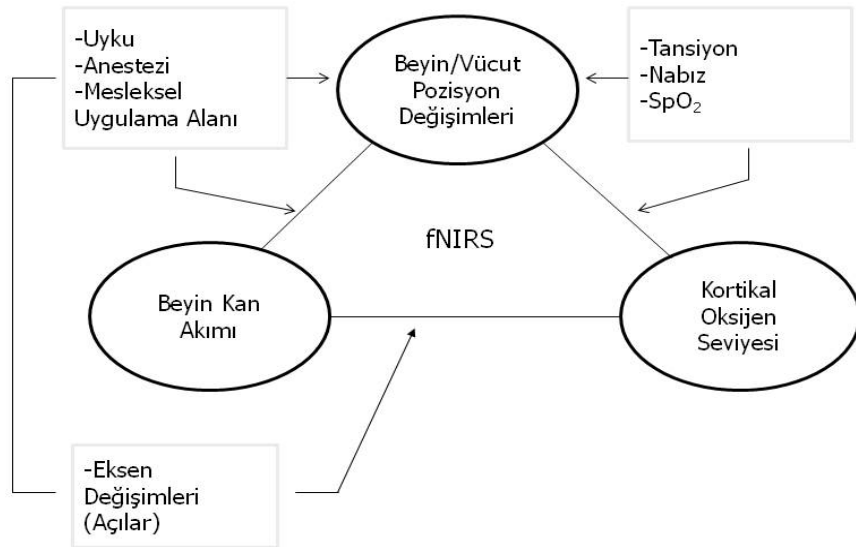 -Uyku
-Anestezi
-Mesleksel
Uygulama Alanı
Beyin/Vücut
Pozisyon
Değişimleri
-Tansiyon
-Nabız
-SpO₂
fNIRS
Beyin Kan
Akımı
Kortikal
Oksijen
Seviyesi
-Eksen
Değişimleri
(Açılar)